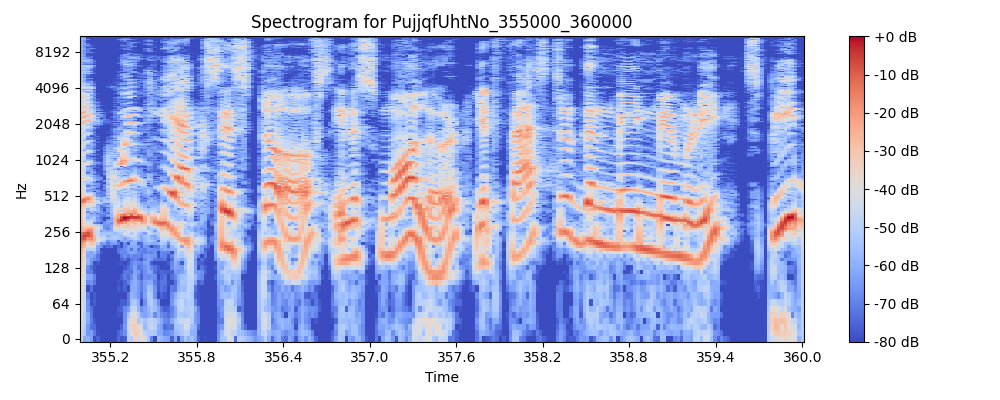 Spectrogram for PujjqfUhtNo_355000_360000
8192
4096
2048
1024
512
256
128
64
0
Hz
355.2 355.8 356.4 357.0 357.6 358.2 358.8 359.4 360.0
Time
+0 dB
-10 dB
-20 dB
-30 dB
-40 dB
-50 dB
-60 dB
-70 dB
-80 dB